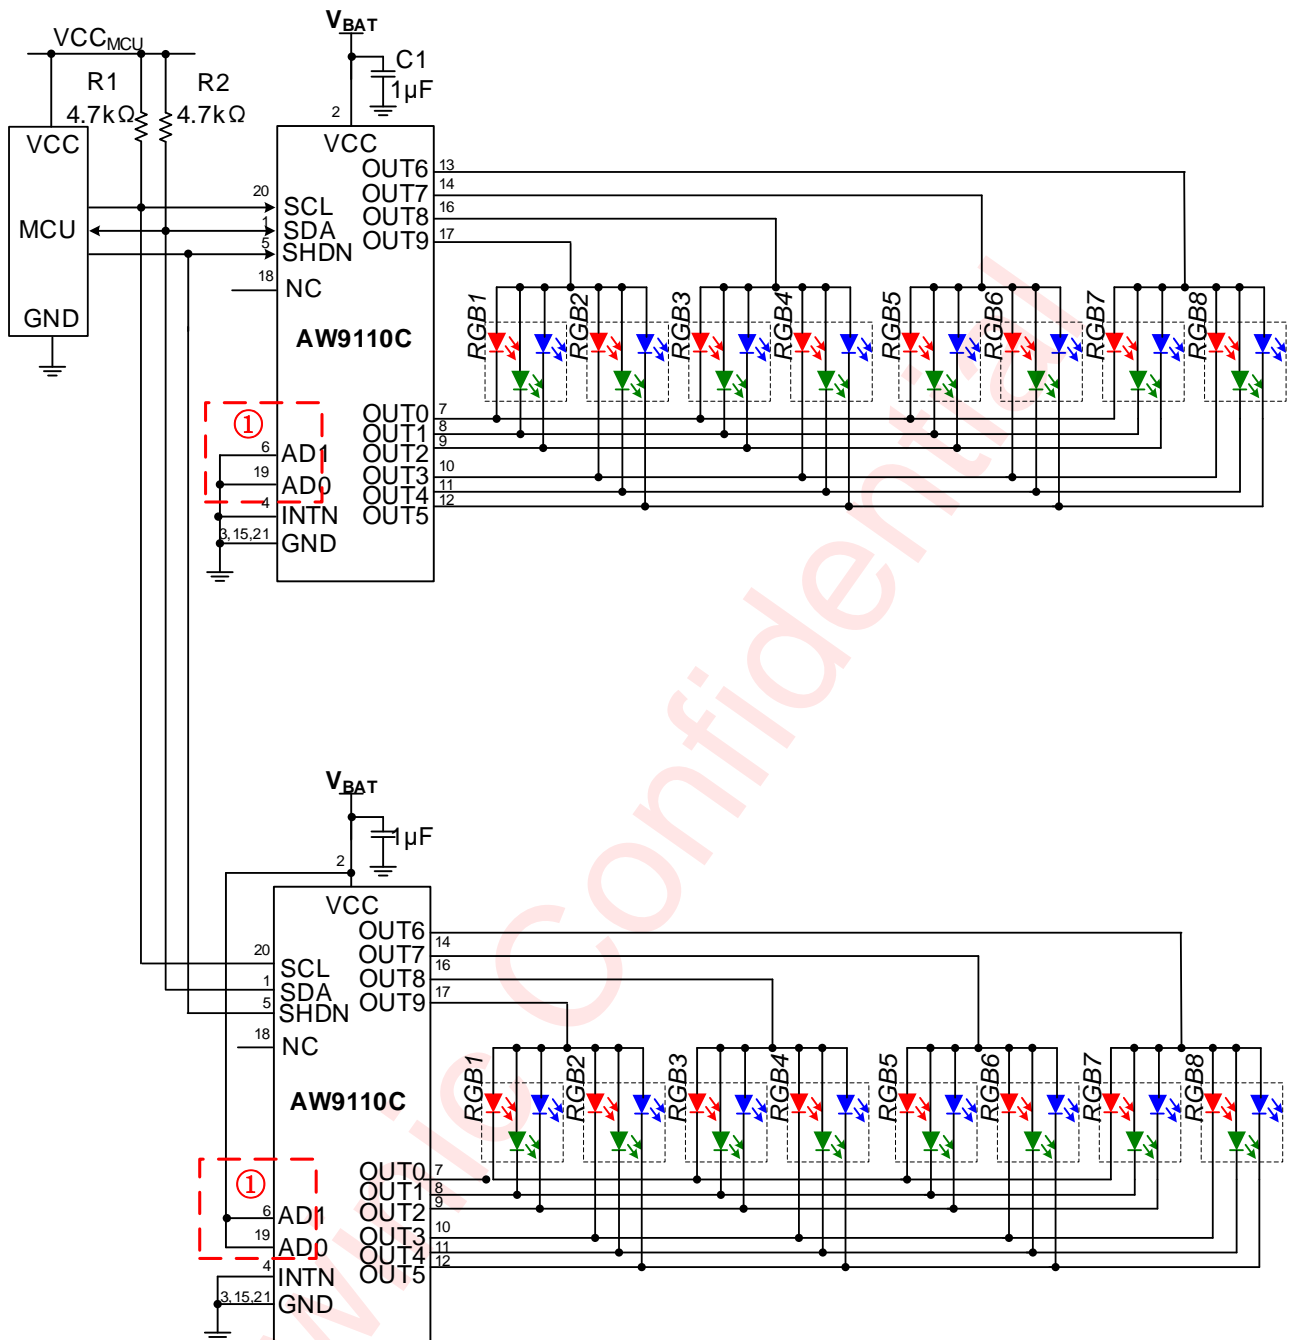 V_BAT
VCC_MCU
C1
1µF
R1
R2
4.7kΩ
4.7kΩ
2
VCC
VCC
MCU
GND
OUT6 13
OUT7 14
OUT8 16
OUT9 17
20 SCL
1 SDA
5 SHDN
18 NC
AW9110C
RGB1
RGB2
RGB3
RGB4
RGB5
RGB6
RGB7
RGB8
①
OUT0 7
OUT1 8
OUT2 9
OUT3 10
OUT4 11
OUT5 12
6 AD1
19 AD0
4 INTN
3,15,21 GND
V_BAT
1µF
2
VCC
OUT6
OUT7 14
OUT8 16
OUT9 17
20 SCL
1 SDA
5 SHDN
18 NC
AW9110C
RGB1
RGB2
RGB3
RGB4
RGB5
RGB6
RGB7
RGB8
①
OUT0 7
OUT1 8
OUT2 9
OUT3 10
OUT4 11
OUT5 12
6 AD1
19 AD0
4 INTN
3,15,21 GND
winic Confidential